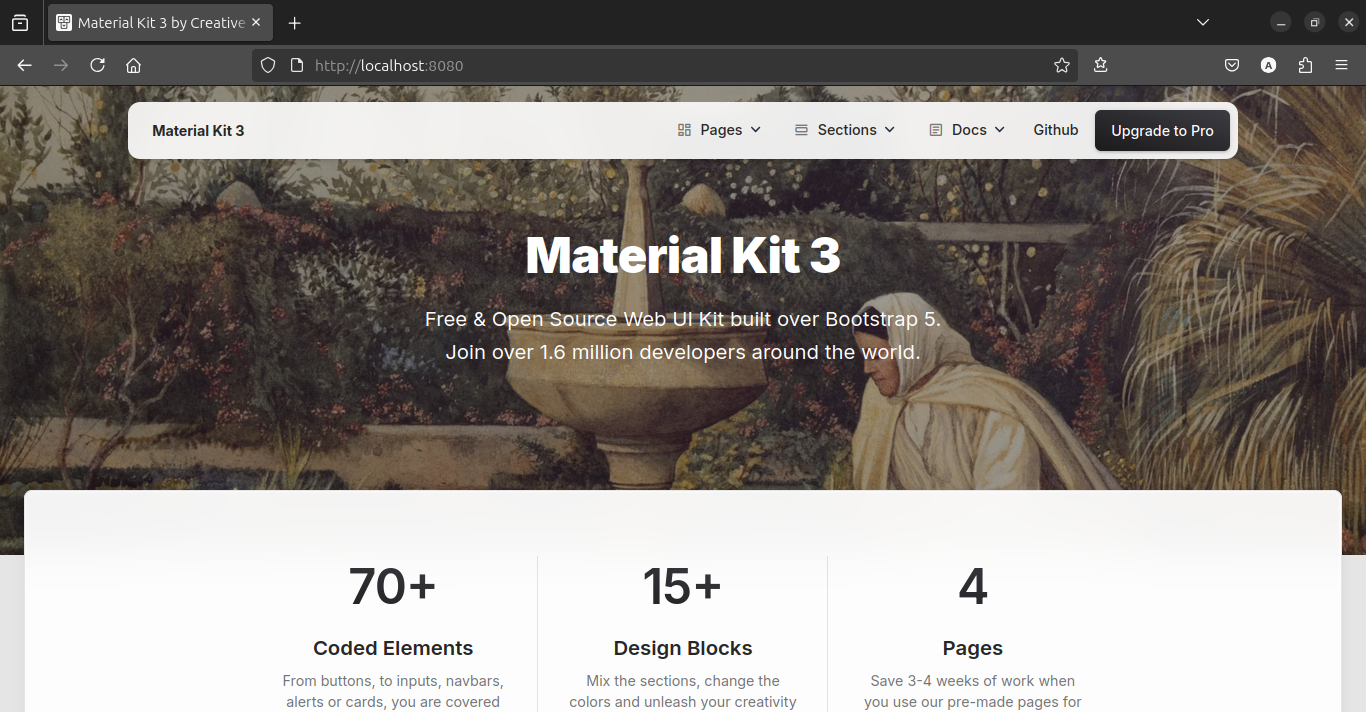 Material Kit 3 by Creative
http://localhost:8080
A
Material Kit 3
Pages
Sections
Docs
Github
Upgrade to Pro
Material Kit 3
Free & Open Source Web UI Kit built over Bootstrap 5.
Join over 1.6 million developers around the world.
70+
15+
4
Coded Elements
Design Blocks
Pages
From buttons, to inputs, navbars,
alerts or cards, you are covered
Mix the sections, change the
colors and unleash your creativity
Save 3-4 weeks of work when
you use our pre-made pages for